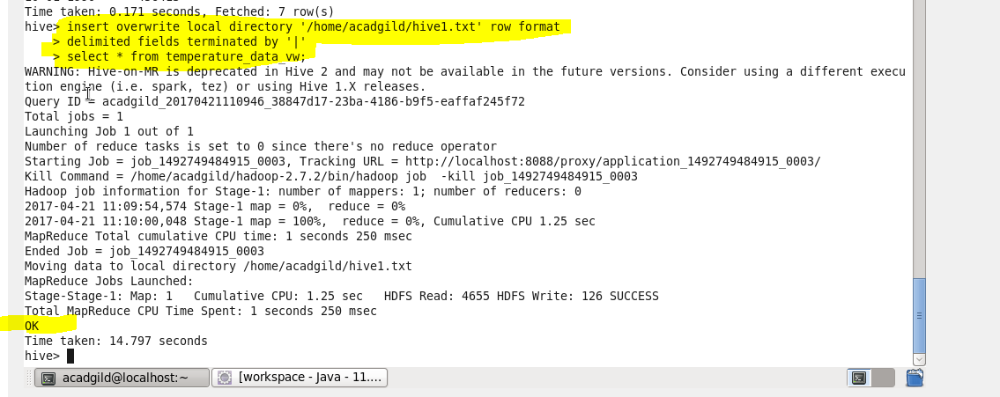 Time taken: 0.171 seconds, Fetched: 7 row(s)
hive> insert overwrite local directory '/home/acadgild/hive1.txt' row format
    > delimited fields terminated by '|'
    > select * from temperature_data_vw;
WARNING: Hive-on-MR is deprecated in Hive 2 and may not be available in the future versions. Consider using a different execu
tion engine (i.e. spark, tez) or using Hive 1.X releases.
Query ID = acadgild_20170421110946_38847d17-23ba-4186-b9f5-eaffaf245f72
Total jobs = 1
Launching Job 1 out of 1
Number of reduce tasks is set to 0 since there's no reduce operator
Starting Job = job_1492749484915_0003, Tracking URL = http://localhost:8088/proxy/application_1492749484915_0003/
Kill Command = /home/acadgild/hadoop-2.7.2/bin/hadoop job  -kill job_1492749484915_0003
Hadoop job information for Stage-1: number of mappers: 1; number of reducers: 0
2017-04-21 11:09:54,574 Stage-1 map = 0%,  reduce = 0%
2017-04-21 11:10:00,048 Stage-1 map = 100%,  reduce = 0%, Cumulative CPU 1.25 sec
MapReduce Total cumulative CPU time: 1 seconds 250 msec
Ended Job = job_1492749484915_0003
Moving data to local directory /home/acadgild/hive1.txt
MapReduce Jobs Launched:
Stage-Stage-1: Map: 1   Cumulative CPU: 1.25 sec   HDFS Read: 4655 HDFS Write: 126 SUCCESS
Total MapReduce CPU Time Spent: 1 seconds 250 msec
OK
Time taken: 14.797 seconds
hive>
acadgild@localhost:~
[workspace - Java - 11....